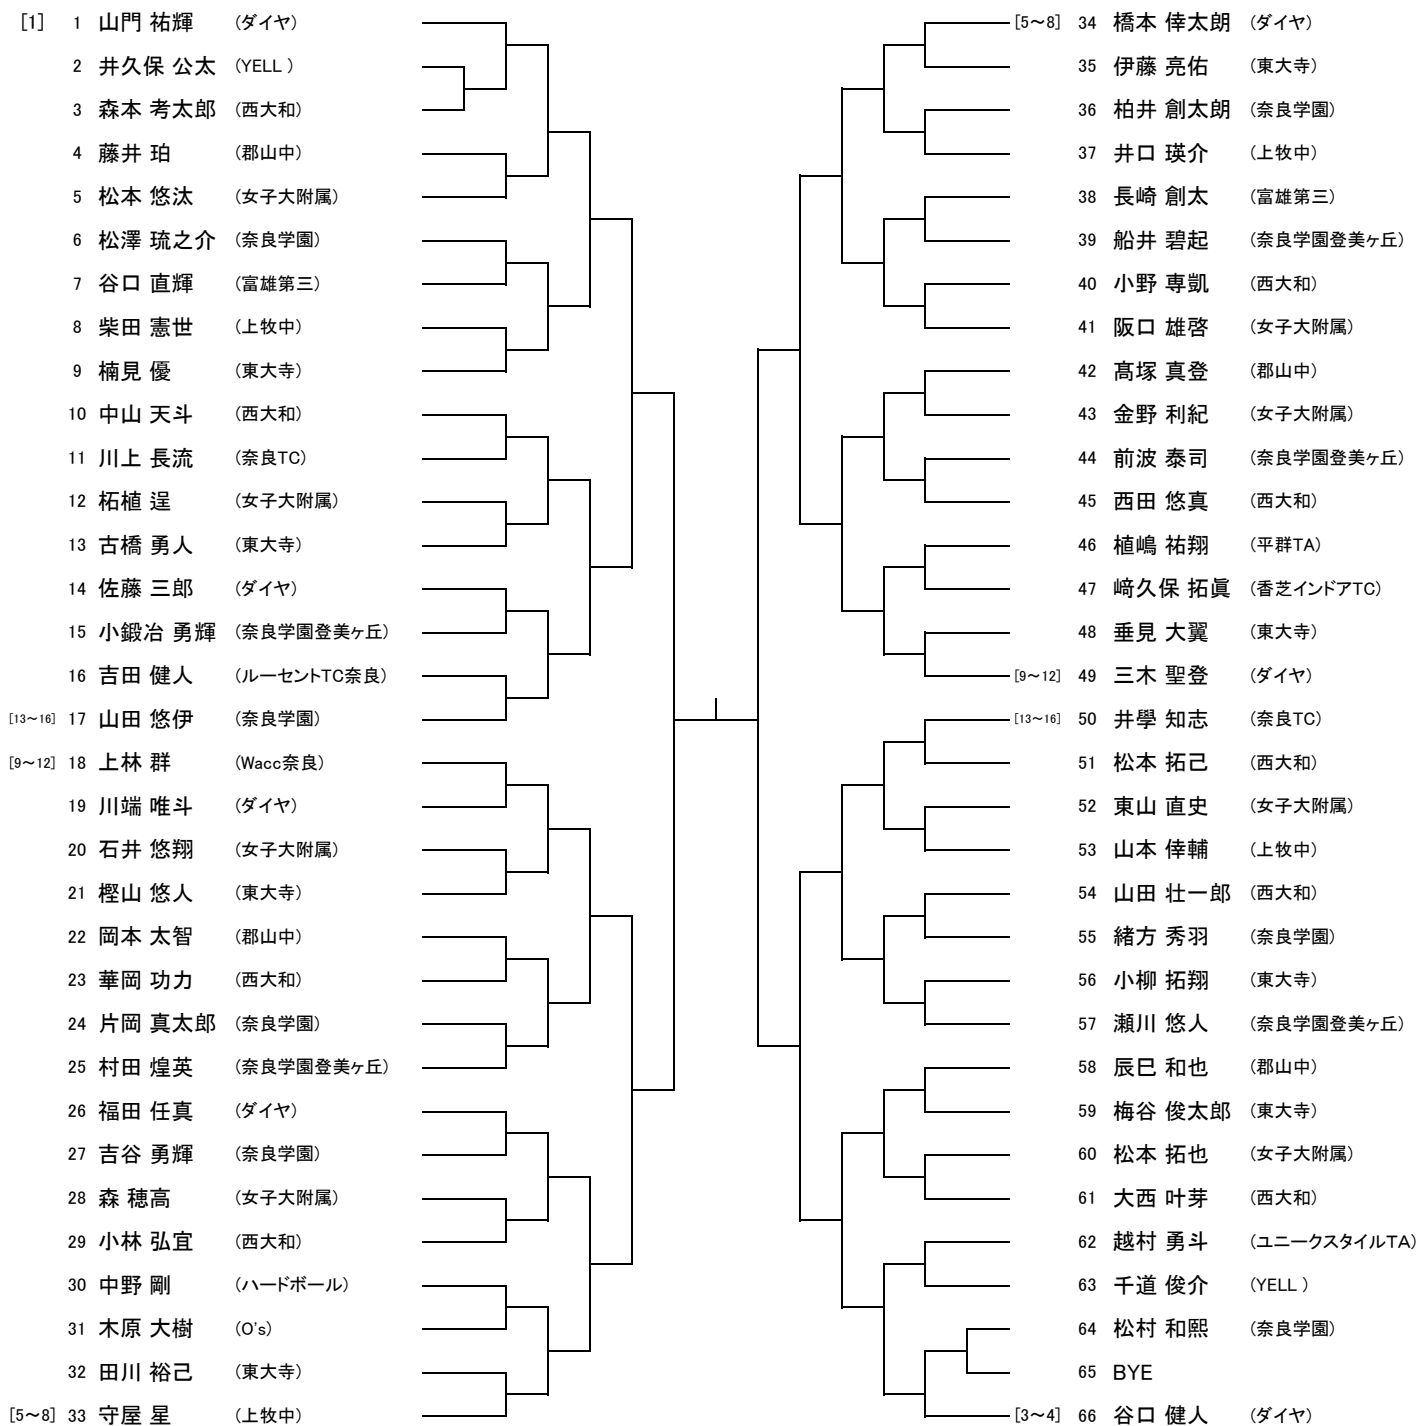 [1] 1 山門 祐輝 (ダイヤ)
2 井久保 公太 (YELL )
3 森本 考太郎 (西大和)
4 藤井 珀 (郡山中)
5 松本 悠汰 (女子大附属)
6 松澤 琉之介 (奈良学園)
7 谷口 直輝 (富雄第三)
8 柴田 憲世 (上牧中)
9 楠見 優 (東大寺)
10 中山 天斗 (西大和)
11 川上 長流 (奈良TC)
12 柘植 逞 (女子大附属)
13 古橋 勇人 (東大寺)
14 佐藤 三郎 (ダイヤ)
15 小鍛冶 勇輝 (奈良学園登美ヶ丘)
16 吉田 健人 (ルーセントTC奈良)
[13～16] 17 山田 悠伊 (奈良学園)
[9～12] 18 上林 群 (Wacc奈良)
19 川端 唯斗 (ダイヤ)
20 石井 悠翔 (女子大附属)
21 樫山 悠人 (東大寺)
22 岡本 太智 (郡山中)
23 華岡 功力 (西大和)
24 片岡 真太郎 (奈良学園)
25 村田 煌英 (奈良学園登美ヶ丘)
26 福田 任真 (ダイヤ)
27 吉谷 勇輝 (奈良学園)
28 森 穂高 (女子大附属)
29 小林 弘宜 (西大和)
30 中野 剛 (ハードボール)
31 木原 大樹 (O's)
32 田川 裕己 (東大寺)
[5～8] 33 守屋 星 (上牧中)
[5～8] 34 橋本 倖太朗 (ダイヤ)
35 伊藤 亮佑 (東大寺)
36 柏井 創太朗 (奈良学園)
37 井口 瑛介 (上牧中)
38 長崎 創太 (富雄第三)
39 船井 碧起 (奈良学園登美ヶ丘)
40 小野 専凱 (西大和)
41 阪口 雄啓 (女子大附属)
42 髙塚 真登 (郡山中)
43 金野 利紀 (女子大附属)
44 前波 泰司 (奈良学園登美ヶ丘)
45 西田 悠真 (西大和)
46 植嶋 祐翔 (平群TA)
47 﨑久保 拓眞 (香芝インドアTC)
48 垂見 大翼 (東大寺)
[9～12] 49 三木 聖登 (ダイヤ)
[13～16] 50 井學 知志 (奈良TC)
51 松本 拓己 (西大和)
52 東山 直史 (女子大附属)
53 山本 倖輔 (上牧中)
54 山田 壮一郎 (西大和)
55 緒方 秀羽 (奈良学園)
56 小柳 拓翔 (東大寺)
57 瀬川 悠人 (奈良学園登美ヶ丘)
58 辰巳 和也 (郡山中)
59 梅谷 俊太郎 (東大寺)
60 松本 拓也 (女子大附属)
61 大西 叶芽 (西大和)
62 越村 勇斗 (ユニークスタイルTA)
63 千道 俊介 (YELL )
64 松村 和熙 (奈良学園)
65 BYE
[3～4] 66 谷口 健人 (ダイヤ)